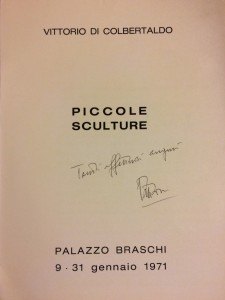 VITTORIO DI COLBERTALDO
PICCOLE
SCULTURE
Tanti affettuosi auguri
PALAZZO BRASCHI
9 - 31 gennaio 1971